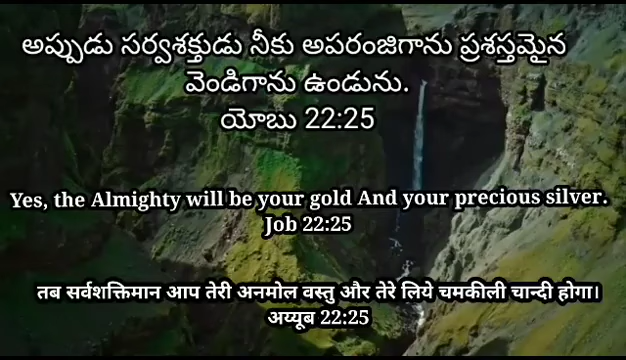 అప్పుడు సర్వశక్తుడు నీకు అపరంజిగాను ప్రశస్తమైన
వెండిగాను ఉండును.
యోబు 22:25
Yes, the Almighty will be your gold And your precious silver.
Job 22:25
तब सर्वशक्तिमान आप तेरी अनमोल वस्तु और तेरे लिये चमकीली चान्दी होगा।
अय्यूब 22:25